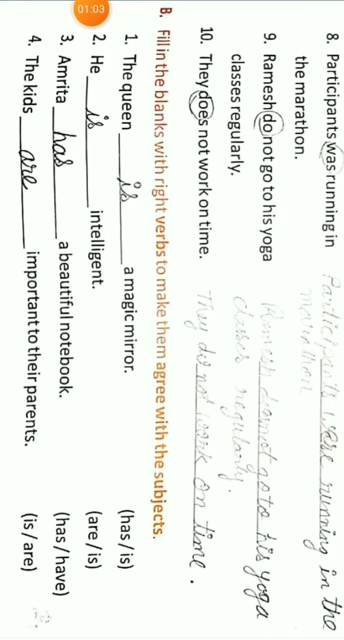 8. Participants was running in the marathon. Participants were running in the marathon
9. Ramesh do not go to his yoga classes regularly. Ramesh does not go to his yoga classes regularly.
10. They does not work on time. They do not work on time.
B. Fill in the blanks with right verbs to make them agree with the subjects.
1. The queen is a magic mirror. (has / is)
2. He is intelligent. (are / is)
3. Amrita has a beautiful notebook. (has / have)
4. The kids are important to their parents. (is / are)
01:03